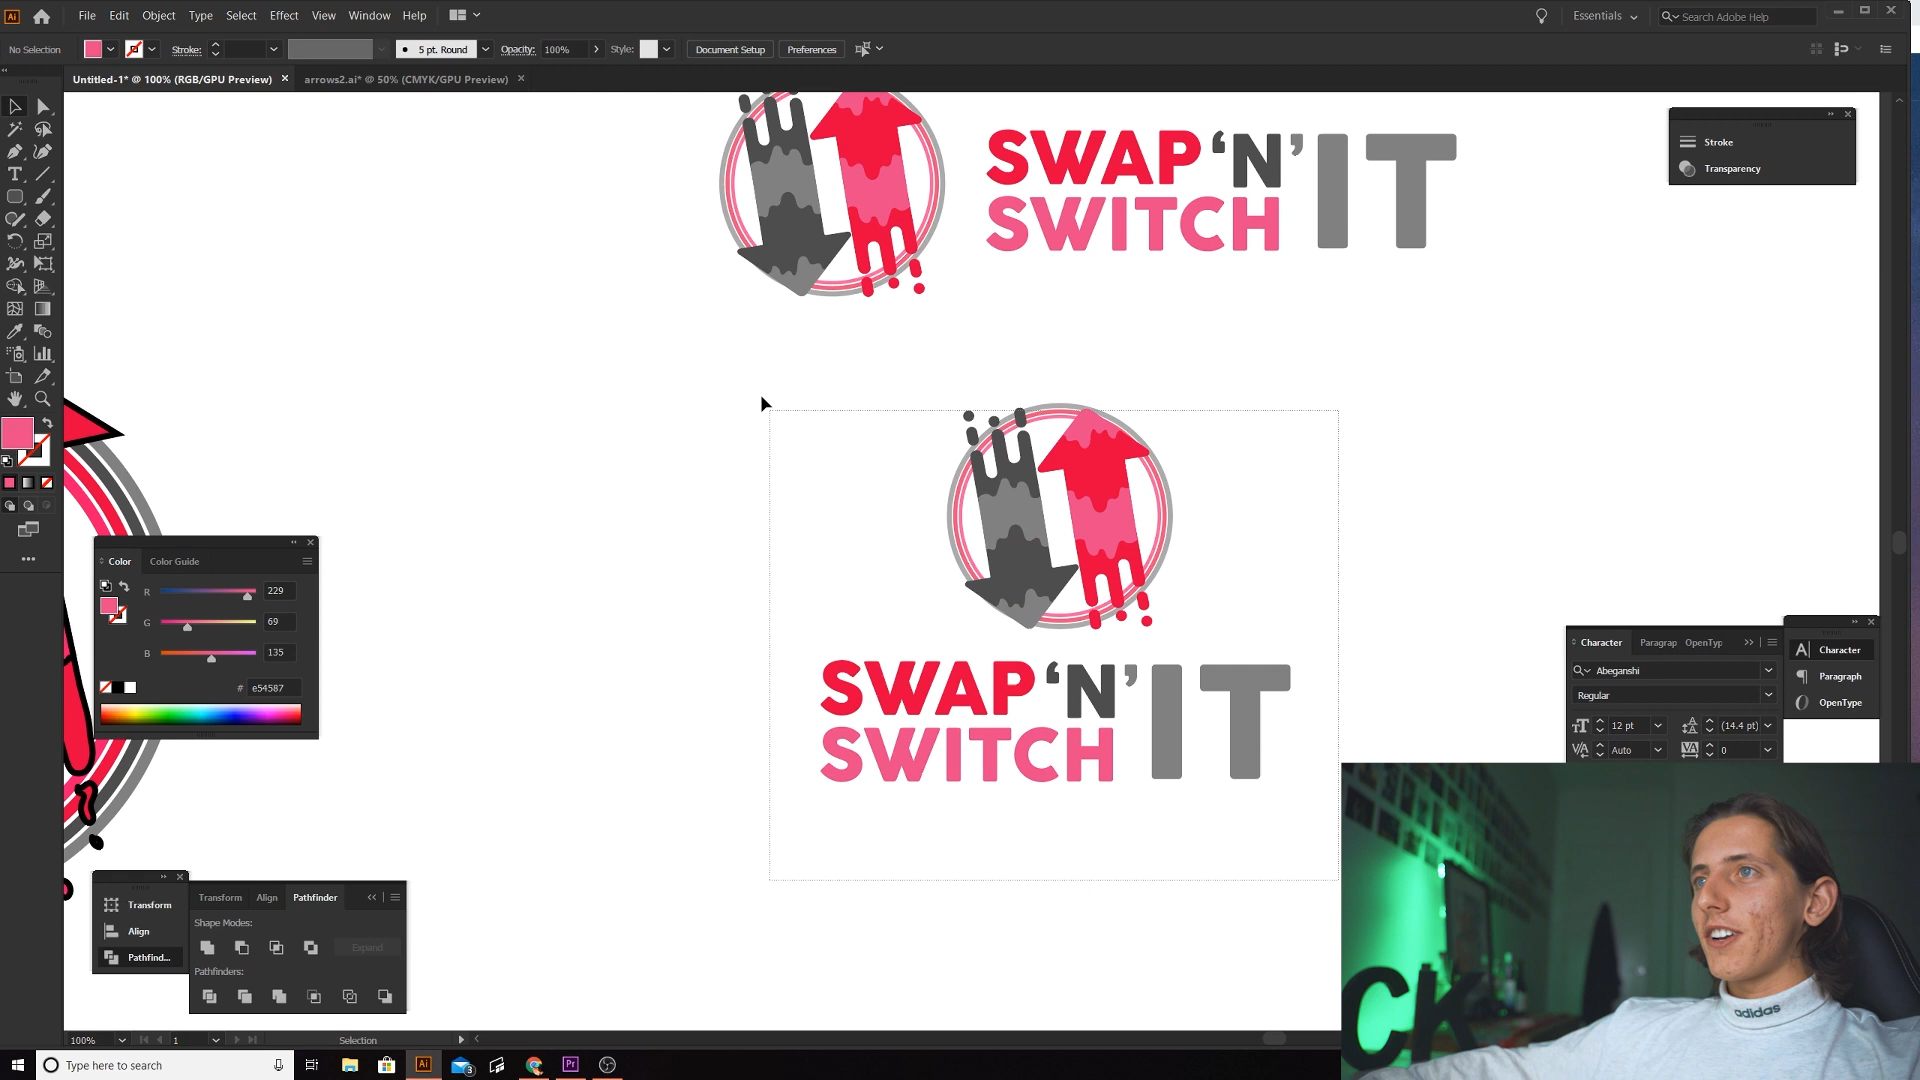 File Edit Object Type Select Effect View Window Help
Essentials
Search Adobe Help
No Selection
Stroke:
5 pt. Round
Opacity: 100%
Style:
Document Setup
Preferences
Untitled-1* @ 100% (RGB/GPU Preview)
arrows2.ai* @ 50% (CMYK/GPU Preview)
SWAP ‘N’ IT
SWITCH
Stroke
Transparency
SWAP ‘N’ IT
SWITCH
Color
Color Guide
R 229
G 69
B 135
# e54587
Transform
Align
Pathfind...
Transform Align Pathfinder
Shape Modes:
Expand
Pathfinders:
Character Paragrap OpenTyp
Abeganshi
Regular
12 pt
(14.4 pt)
Auto
0
Character
Paragraph
OpenType
CK
adidas
100%
1
Selection
Type here to search
Ai
3
Pr